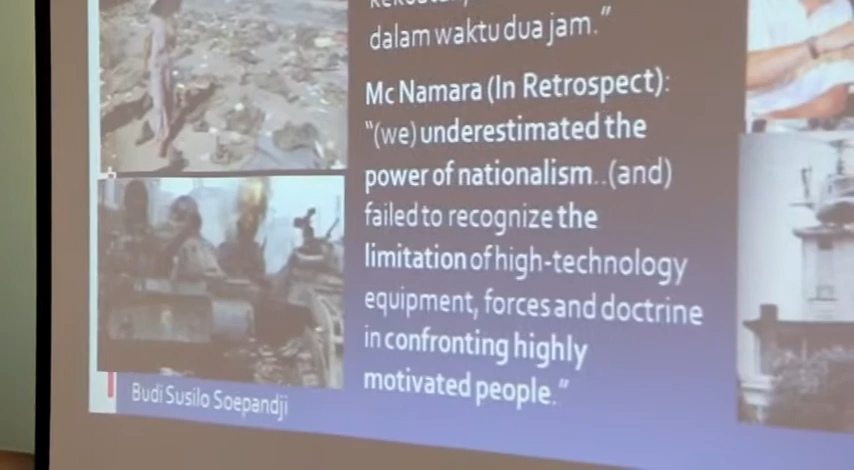 dalam waktu dua jam."
Mc Namara (In Retrospect):
"(we) underestimated the
power of nationalism..(and)
failed to recognize the
limitation of high-technology
equipment, forces and doctrine
in confronting highly
motivated people."
Budi Susilo Soepandji